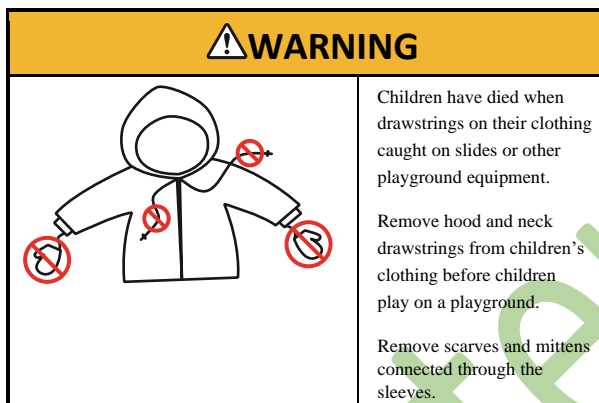 WARNING
Children have died when
drawstrings on their clothing
caught on slides or other
playground equipment.
Remove hood and neck
drawstrings from children's
clothing before children
play on a playground.
Remove scarves and mittens
connected through the
sleeves.